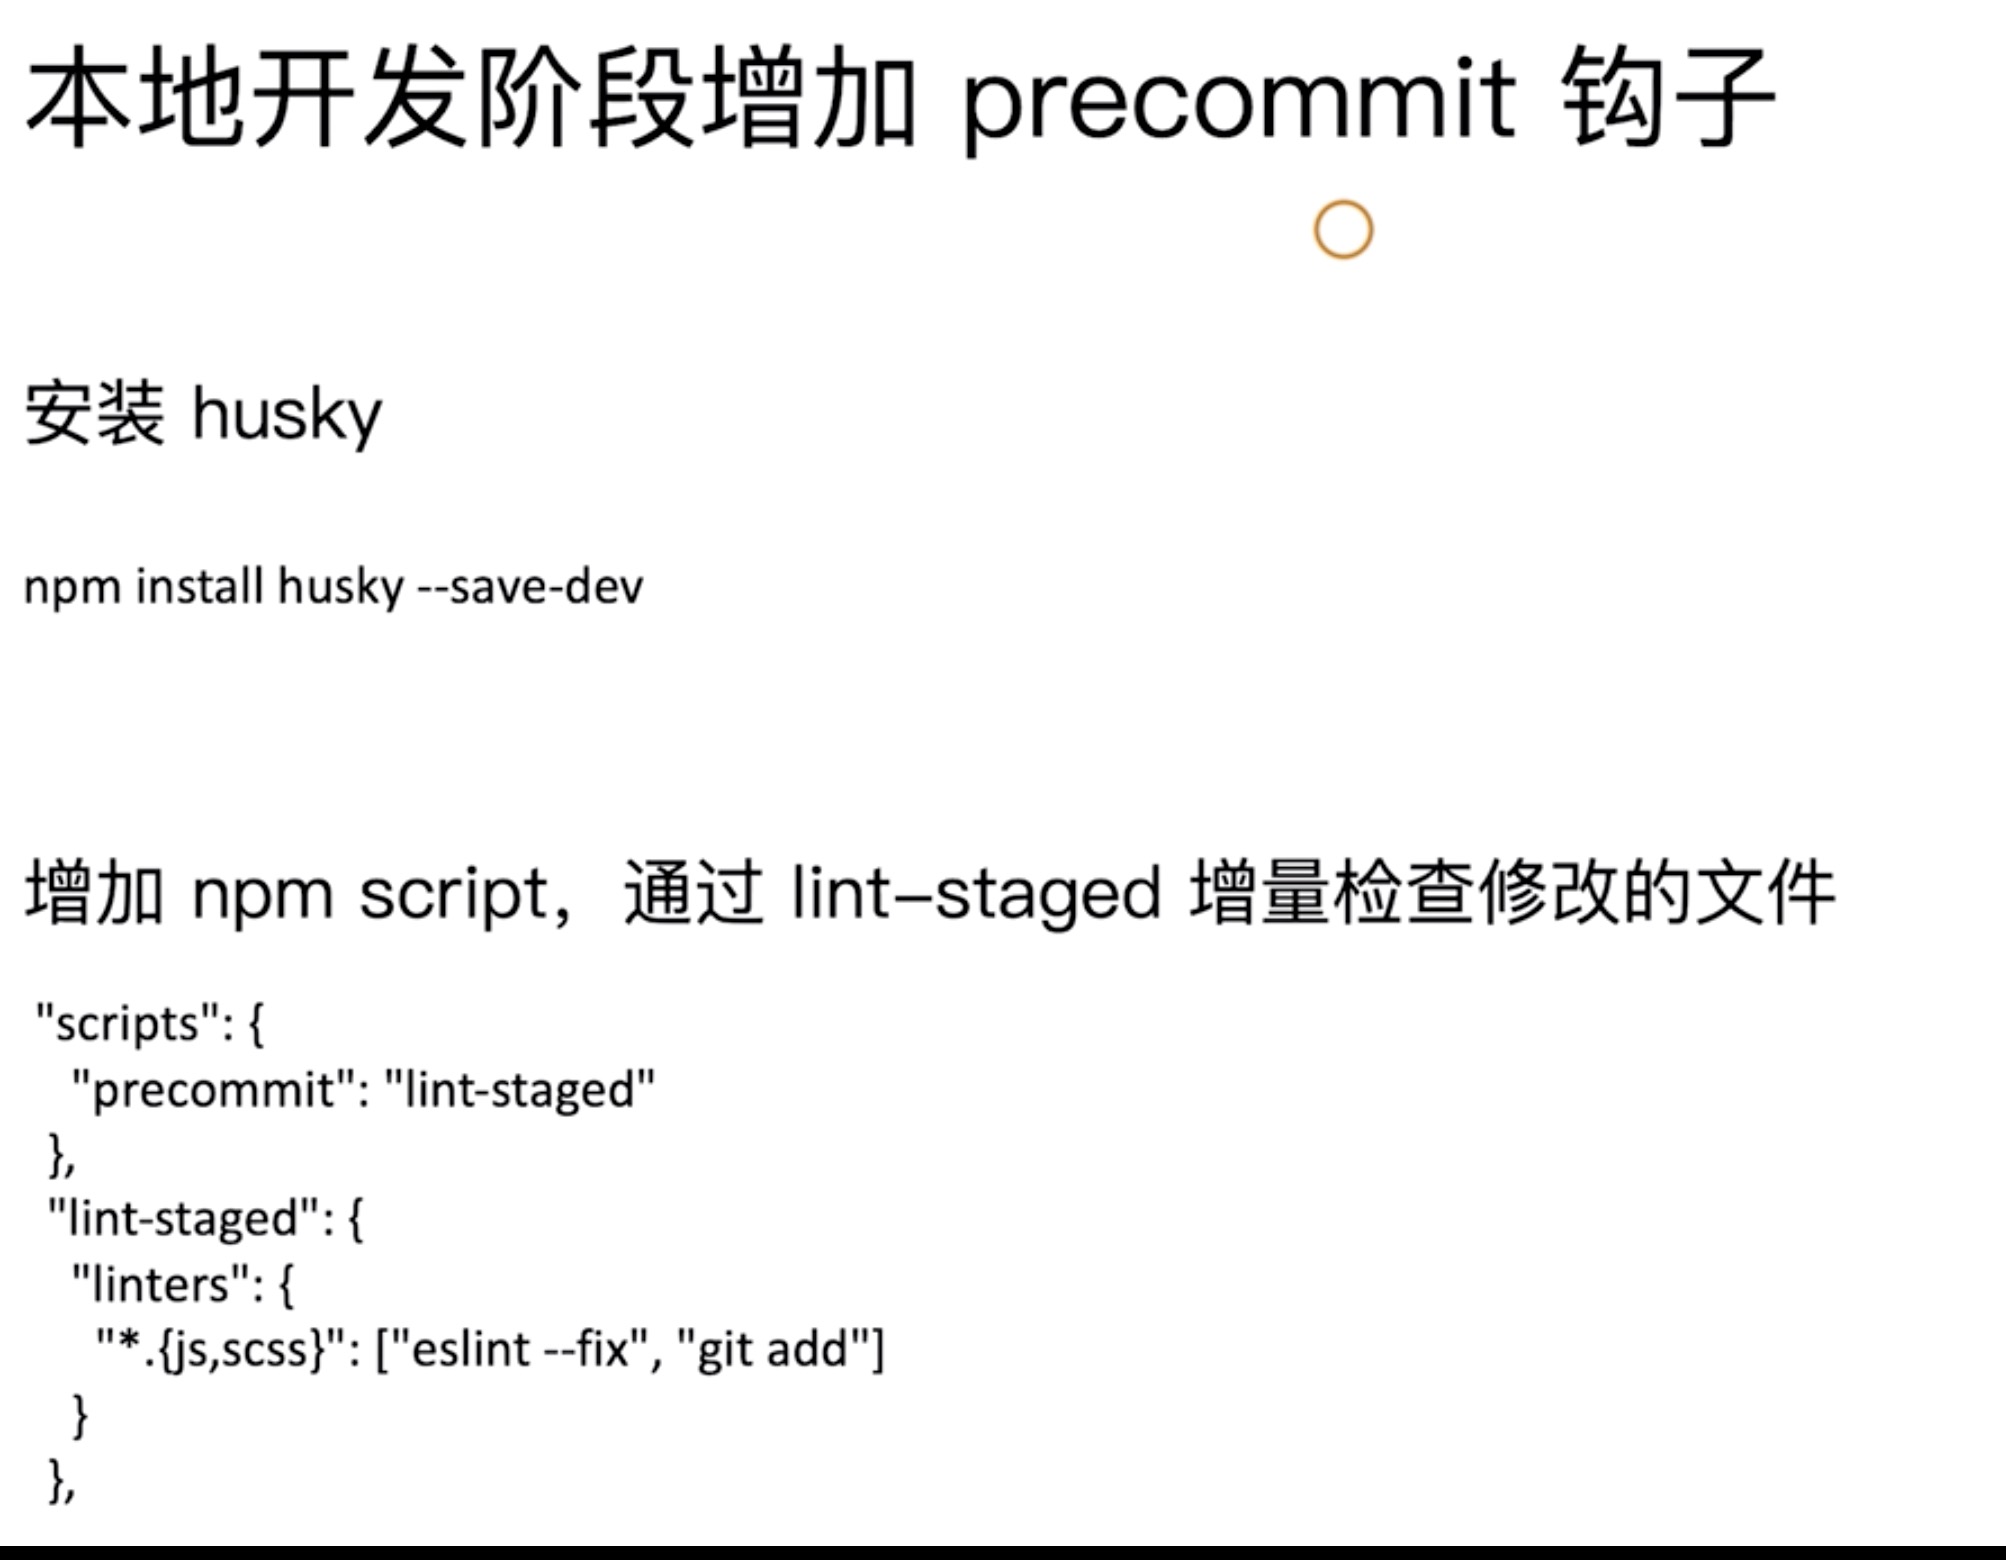 本地开发阶段增加 precommit 钩子
安装 husky
npm install husky --save-dev
增加 npm script，通过 lint-staged 增量检查修改的文件
"scripts": {
"precommit": "lint-staged"
},
"lint-staged": {
"linters": {
"*.{js,scss}": ["eslint --fix", "git add"]
}
},